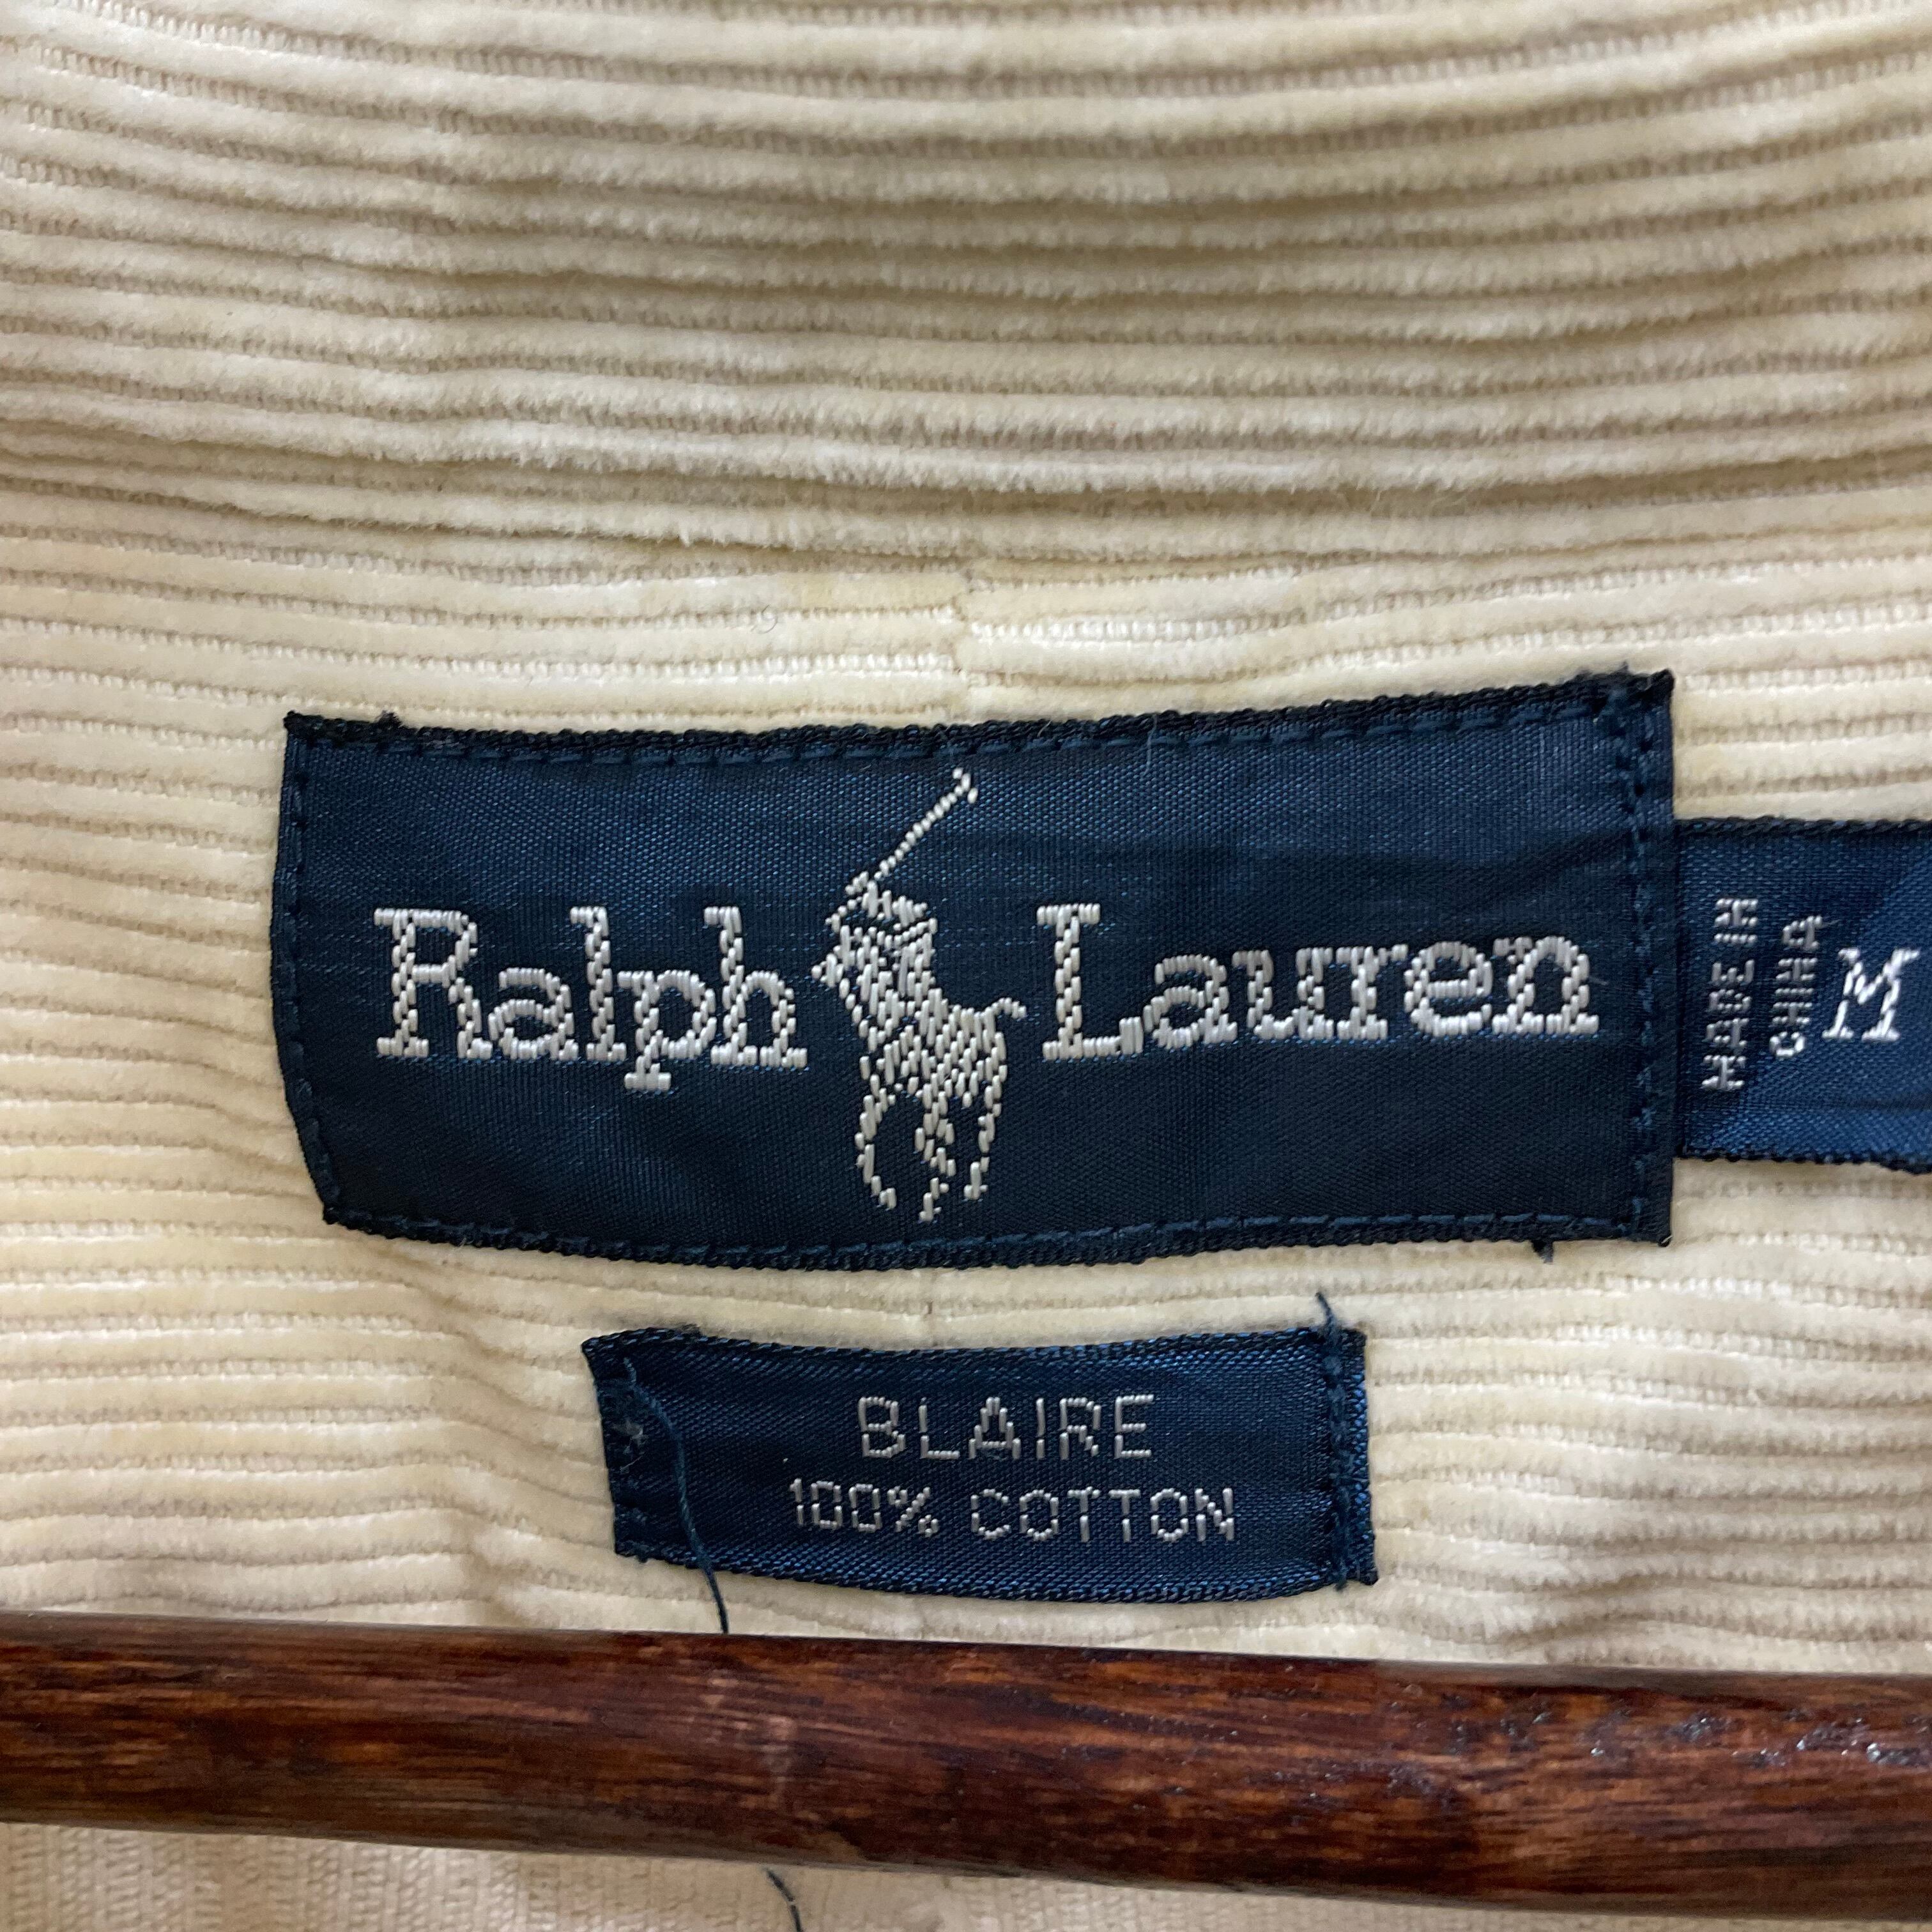 Ralph Lauren
MADE IN
CHINA
M
BLAIRE
100% COTTON